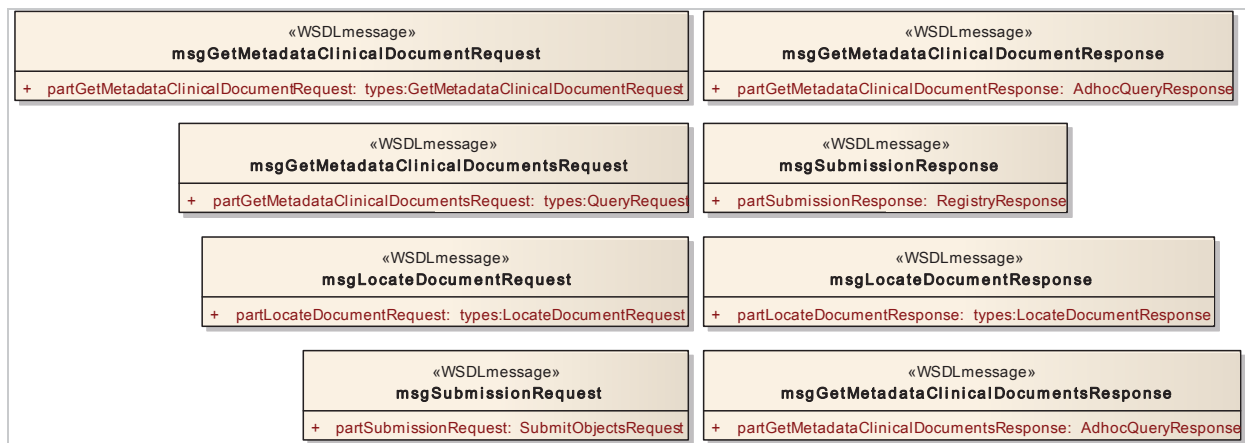 «WSDLmessage»
msgGetMetadataClinicalDocumentRequest
+ partGetMetadataClinicalDocumentRequest: types:GetMetadataClinicalDocumentRequest
«WSDLmessage»
msgGetMetadataClinicalDocumentResponse
+ partGetMetadataClinicalDocumentResponse: AdhocQueryResponse
«WSDLmessage»
msgGetMetadataClinicalDocumentsRequest
+ partGetMetadataClinicalDocumentsRequest: types:QueryRequest
«WSDLmessage»
msgSubmissionResponse
+ partSubmissionResponse: RegistryResponse
«WSDLmessage»
msgLocateDocumentRequest
+ partLocateDocumentRequest: types:LocateDocumentRequest
«WSDLmessage»
msgLocateDocumentResponse
+ partLocateDocumentResponse: types:LocateDocumentResponse
«WSDLmessage»
msgSubmissionRequest
+ partSubmissionRequest: SubmitObjectsRequest
«WSDLmessage»
msgGetMetadataClinicalDocumentsResponse
+ partGetMetadataClinicalDocumentsResponse: AdhocQueryResponse